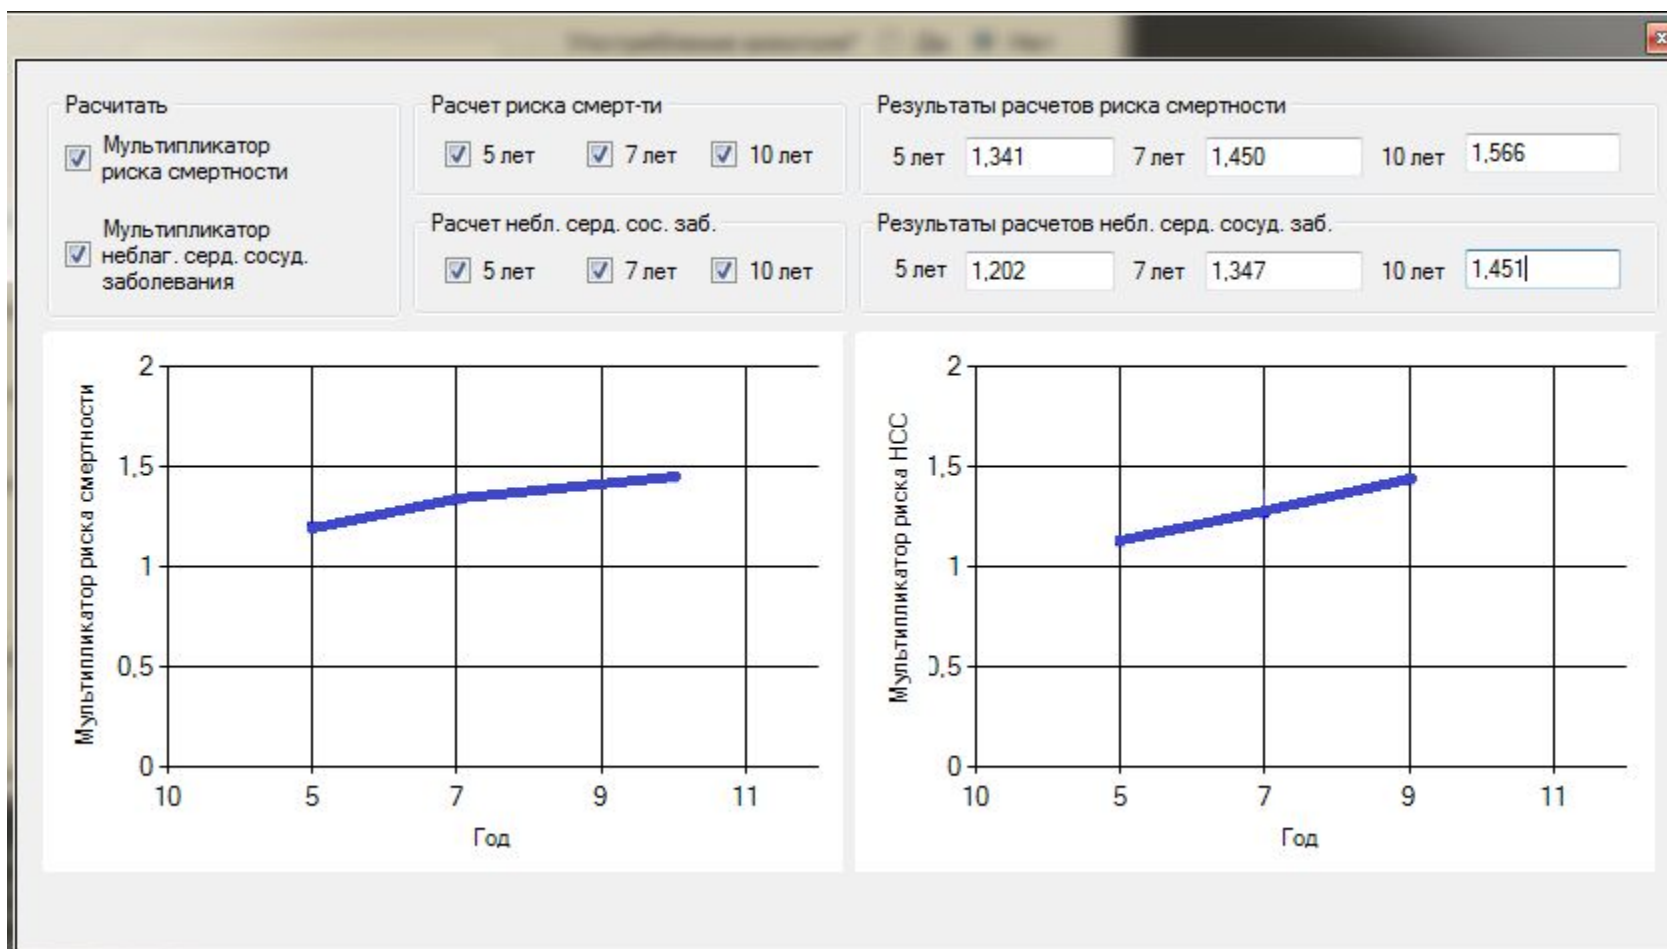 Расчитать
Мультипликатор
риска смертности
Мультипликатор
неблаг. серд. сосуд.
заболевания
Расчет риска смерт-ти
5 лет 7 лет 10 лет
Расчет небл. серд. сос. заб.
5 лет 7 лет 10 лет
Результаты расчетов риска смертности
5 лет 1,341 7 лет 1,450 10 лет 1,566
Результаты расчетов небл. серд. сосуд. заб.
5 лет 1,202 7 лет 1,347 10 лет 1,451
Мультипликатор риска смертности
2
1,5
1
0,5
0
10 5 7 9 11
Год
Мультипликатор риска НСС
2
1,5
1
0,5
0
10 5 7 9 11
Год